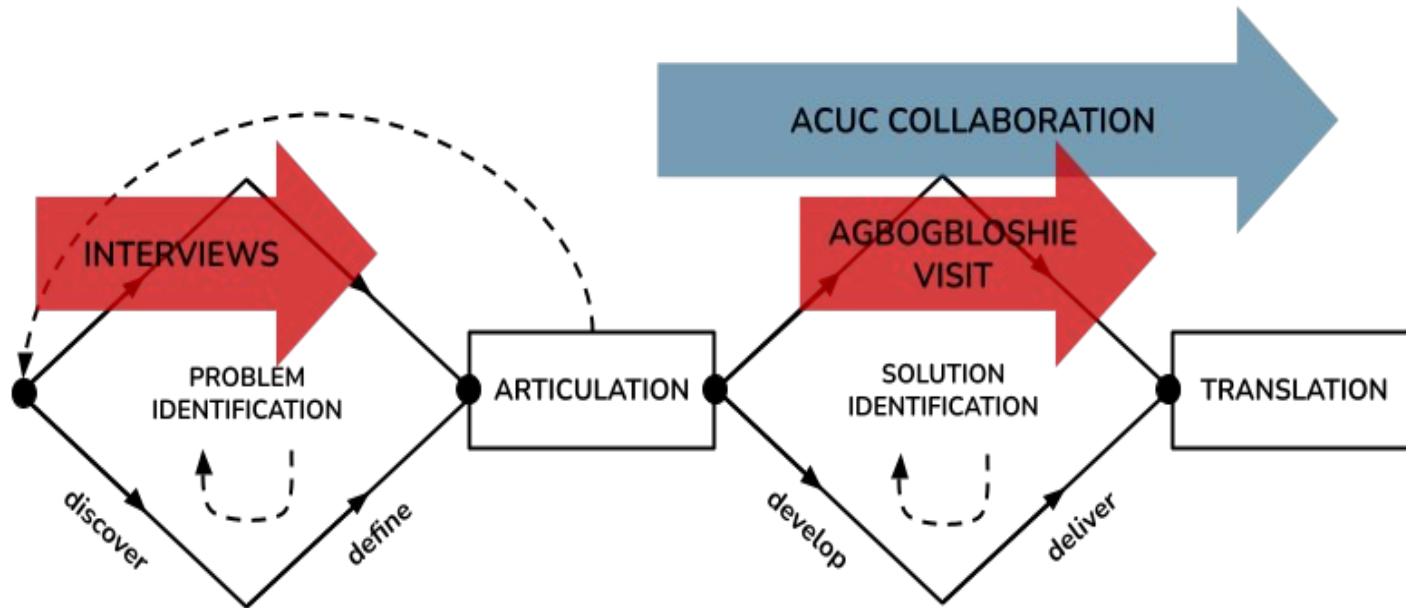 ACUC COLLABORATION
INTERVIEWS
AGBOGBLOSHIE
VISIT
PROBLEM
IDENTIFICATION
ARTICULATION
SOLUTION
IDENTIFICATION
TRANSLATION
discover
define
develop
deliver